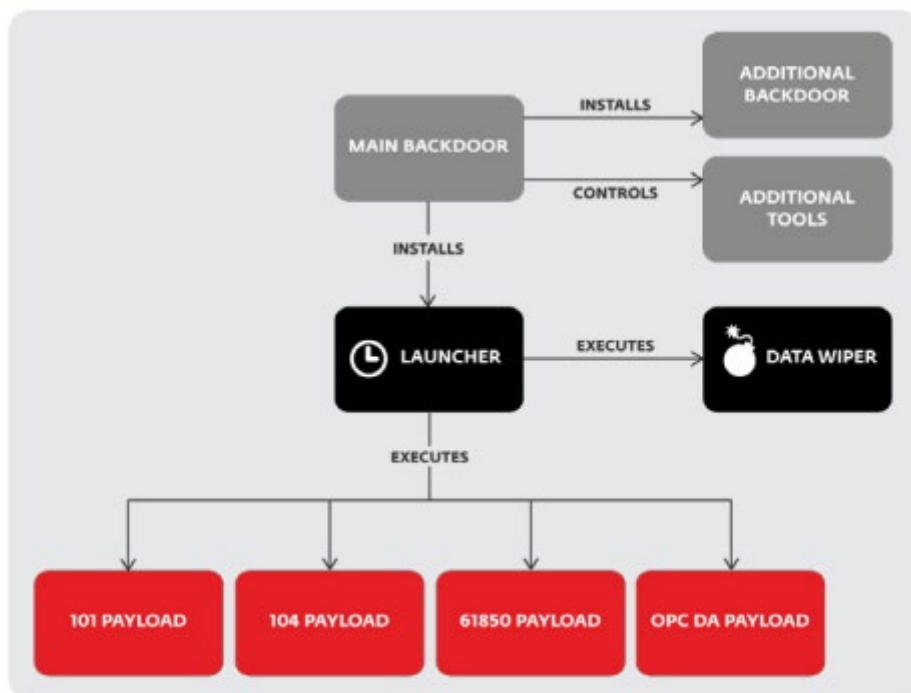 ADDITIONAL
BACKDOOR
INSTALLS
MAIN BACKDOOR
CONTROLS
ADDITIONAL
TOOLS
INSTALLS
LAUNCHER
EXECUTES
DATA WIPER
EXECUTES
101 PAYLOAD
104 PAYLOAD
61850 PAYLOAD
OPC DA PAYLOAD